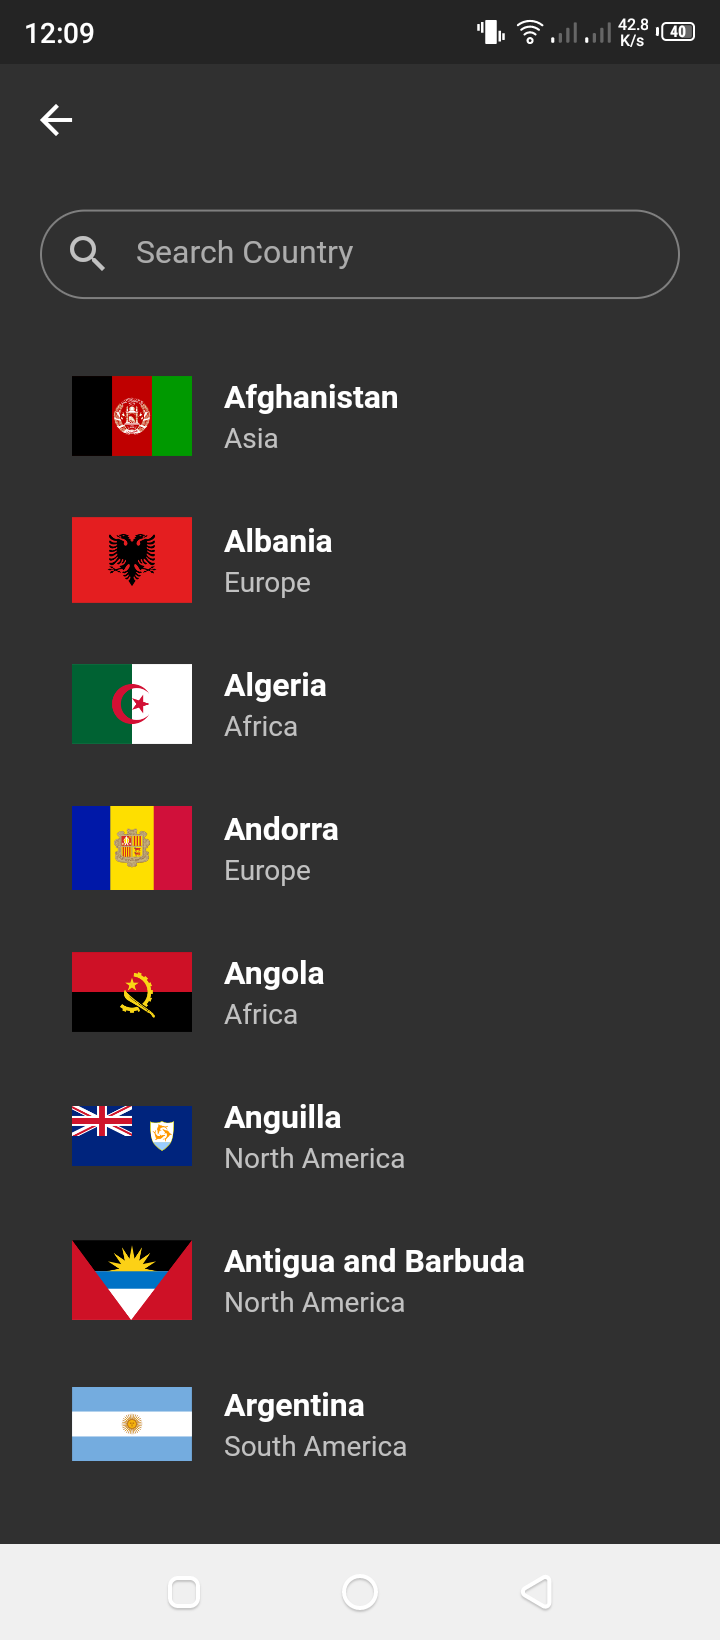 12:09
42.8
K/s
40
Search Country
Afghanistan
Asia
Albania
Europe
Algeria
Africa
Andorra
Europe
Angola
Africa
Anguilla
North America
Antigua and Barbuda
North America
Argentina
South America